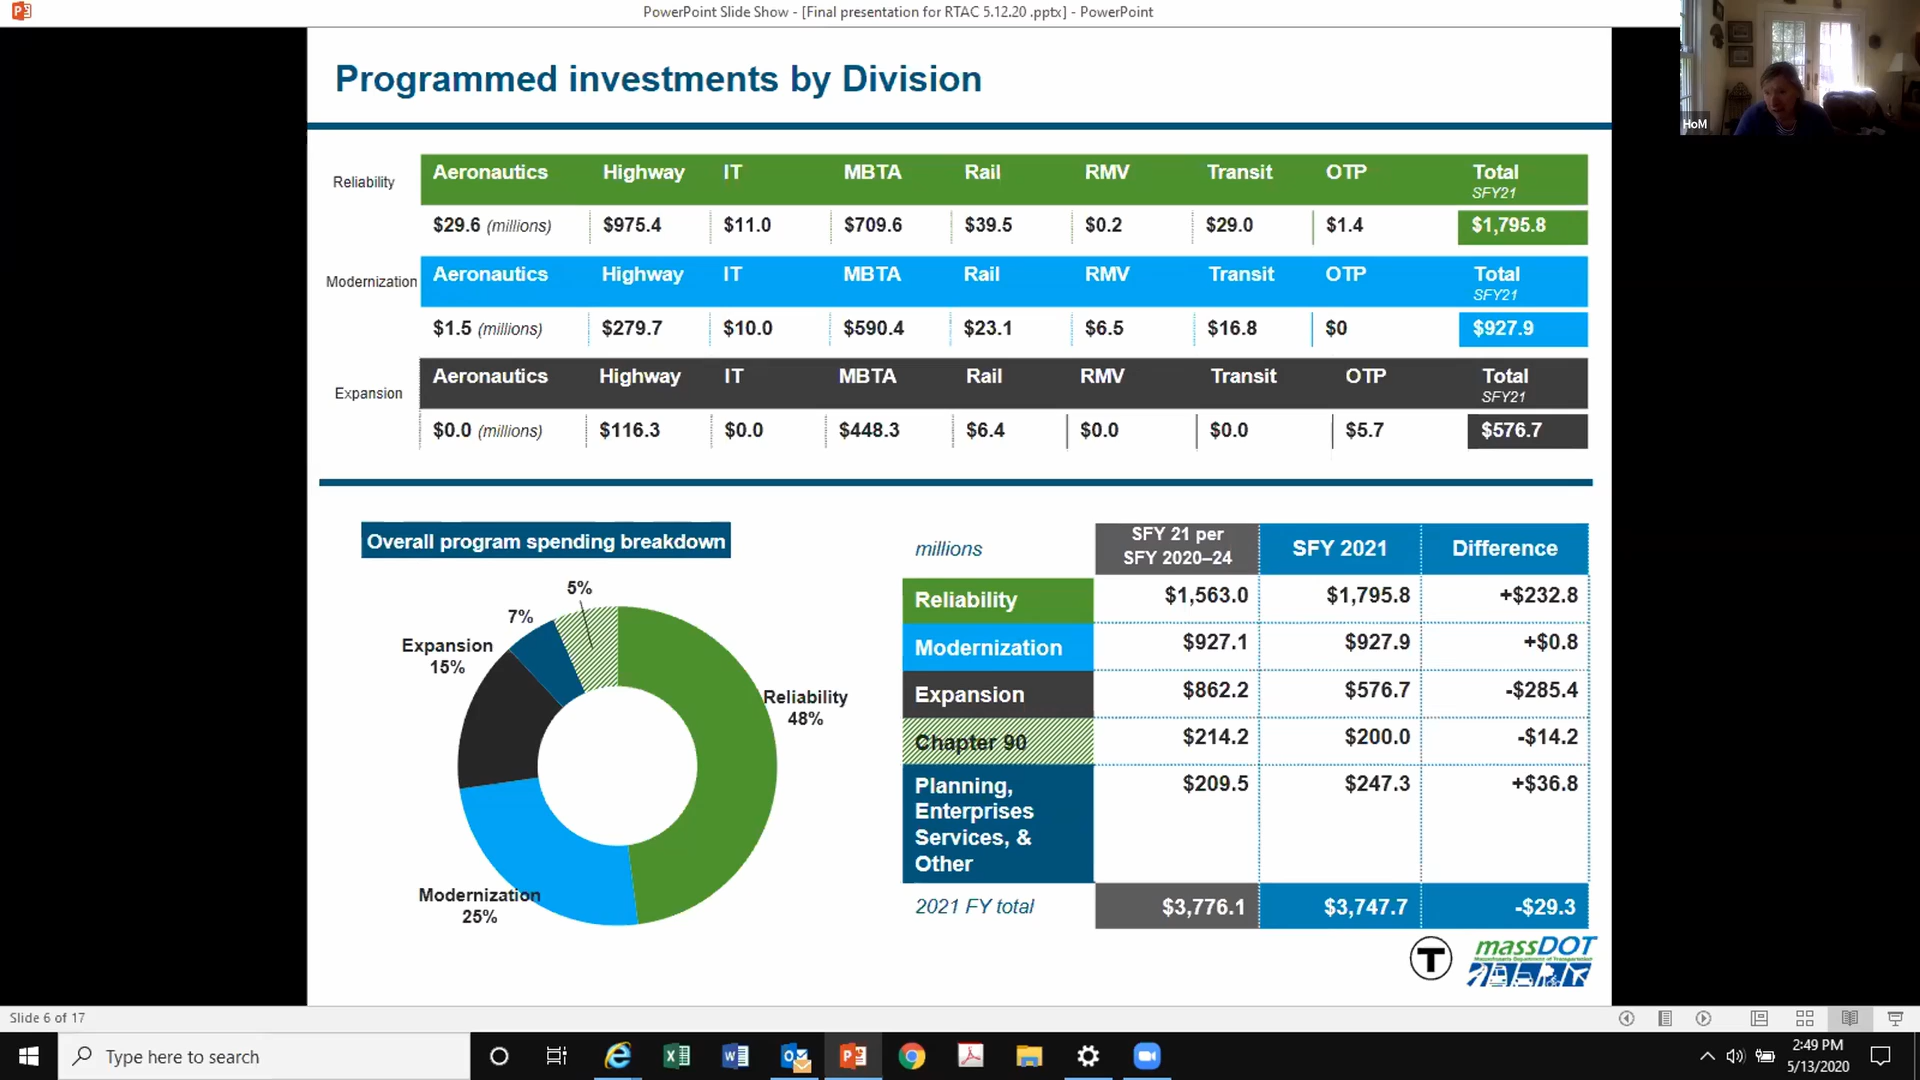 PowerPoint Slide Show - [Final presentation for RTAC 5.12.20 .pptx] - PowerPoint
HoM
Programmed investments by Division
Reliability
Aeronautics Highway IT MBTA Rail RMV Transit OTP Total
SFY21
$29.6 (millions) $975.4 $11.0 $709.6 $39.5 $0.2 $29.0 $1.4 $1,795.8
Modernization
Aeronautics Highway IT MBTA Rail RMV Transit OTP Total
SFY21
$1.5 (millions) $279.7 $10.0 $590.4 $23.1 $6.5 $16.8 $0 $927.9
Expansion
Aeronautics Highway IT MBTA Rail RMV Transit OTP Total
SFY21
$0.0 (millions) $116.3 $0.0 $448.3 $6.4 $0.0 $0.0 $5.7 $576.7
Overall program spending breakdown
5%
7%
Expansion
15%
Reliability
48%
Modernization
25%
millions
SFY 21 per
SFY 2020–24
SFY 2021
Difference
Reliability $1,563.0 $1,795.8 +$232.8
Modernization $927.1 $927.9 +$0.8
Expansion $862.2 $576.7 -$285.4
Chapter 90 $214.2 $200.0 -$14.2
Planning, $209.5 $247.3 +$36.8
Enterprises
Services, &
Other
2021 FY total $3,776.1 $3,747.7 -$29.3
T
massDOT
Massachusetts Department of Transportation
Slide 6 of 17
Type here to search
2:49 PM
5/13/2020